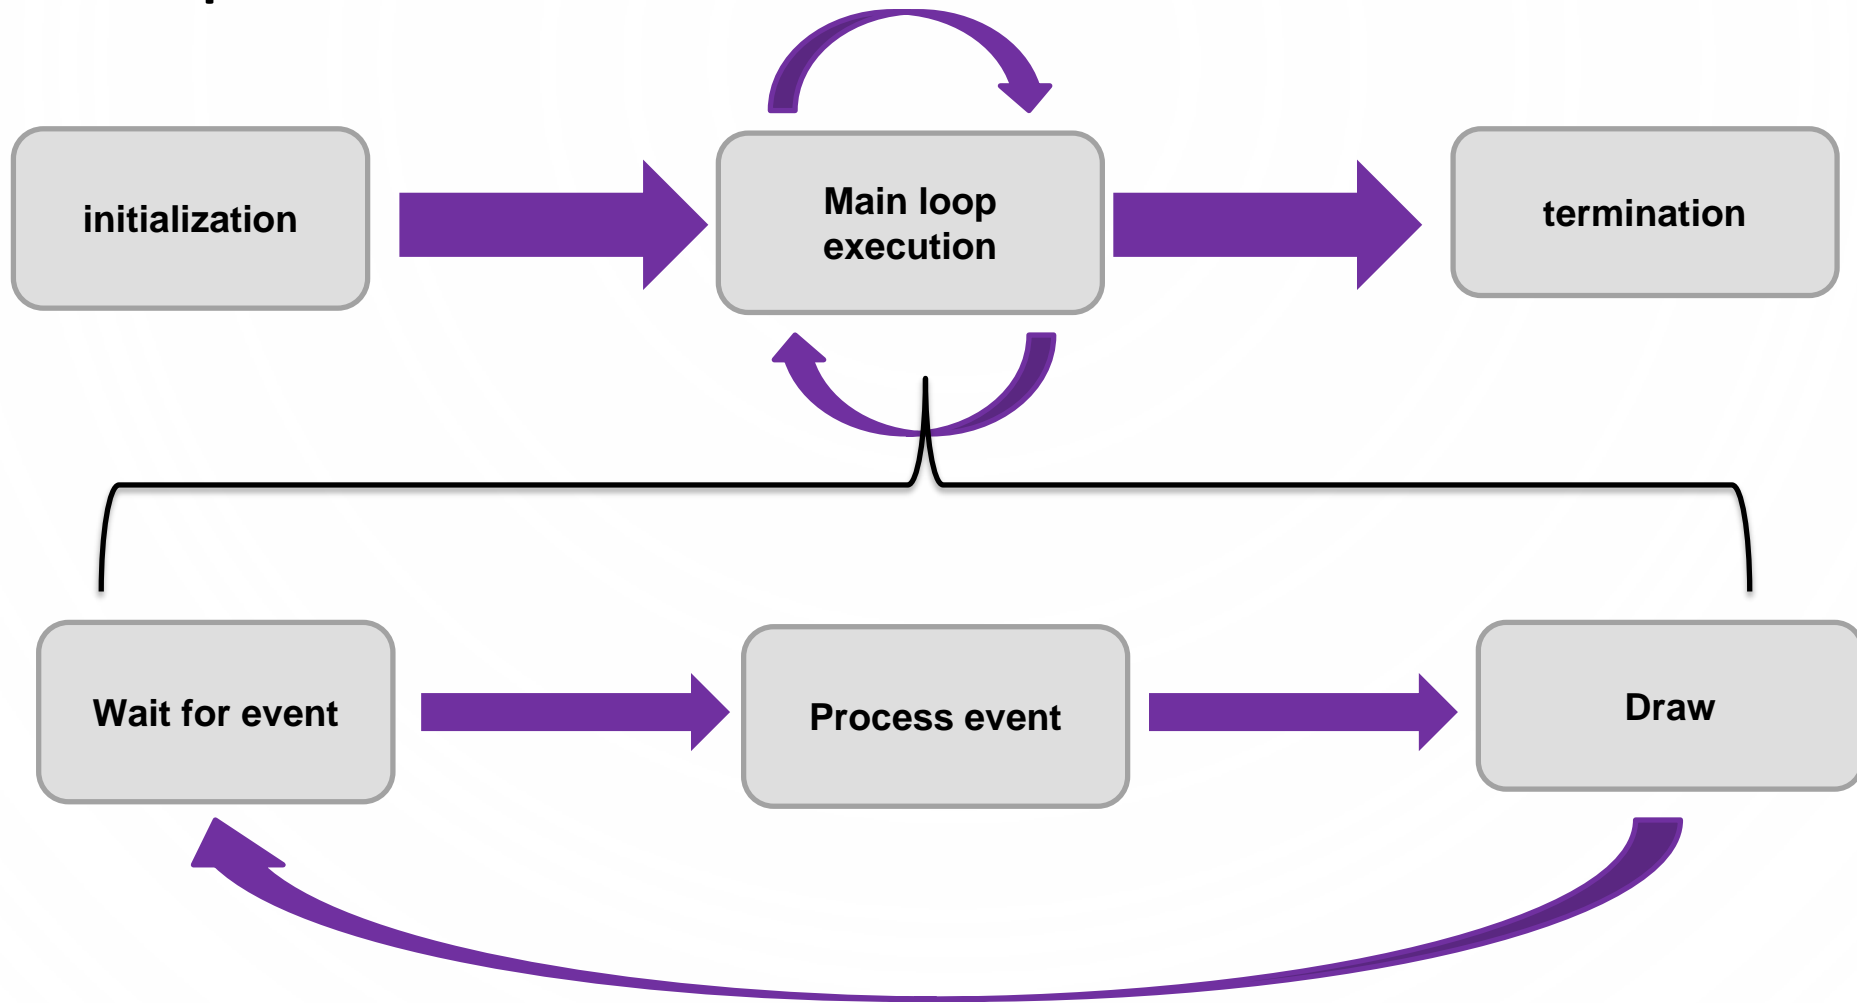 initialization
Main loop
execution
termination
Wait for event
Process event
Draw